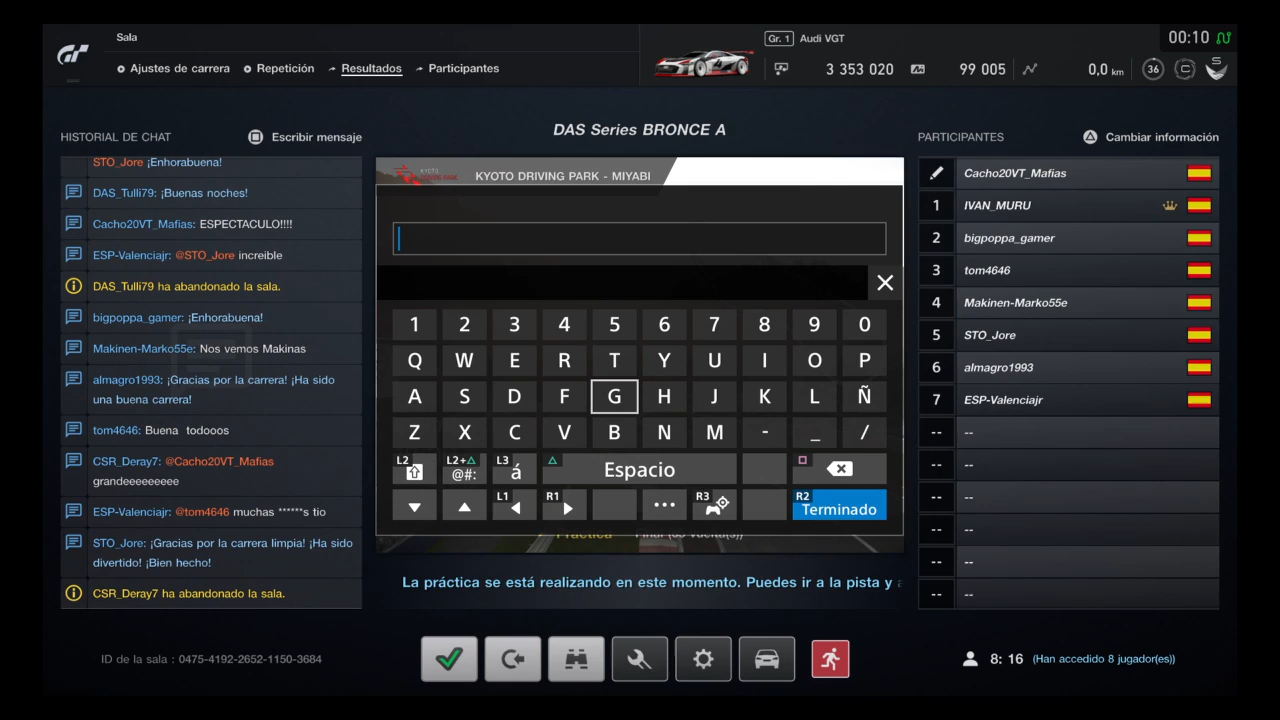 Sala
Gr. 1 Audi VGT
00:10
Ajustes de carrera Repetición Resultados Participantes
3 353 020 99 005 0,0 km 36 C S
DAS Series BRONCE A
HISTORIAL DE CHAT Escribir mensaje
STO_Jore ¡Enhorabuena!
DAS_Tulli79: ¡Buenas noches!
Cacho20VT_Mafias: ESPECTACULO!!!!
ESP-Valenciajr: @STO_Jore increible
DAS_Tulli79 ha abandonado la sala.
bigpoppa_gamer: ¡Enhorabuena!
Makinen-Marko55e: Nos vemos Makinas
almagro1993: ¡Gracias por la carrera! ¡Ha sido
una buena carrera!
tom4646: Buena todooos
CSR_Deray7: @Cacho20VT_Mafias
grandeeeeeeeee
ESP-Valenciajr: @tom4646 muchas ******s tio
STO_Jore: ¡Gracias por la carrera limpia! ¡Ha sido
divertido! ¡Bien hecho!
CSR_Deray7 ha abandonado la sala.
KYOTO DRIVING PARK - MIYABI
1 2 3 4 5 6 7 8 9 0
Q W E R T Y U I O P
A S D F G H J K L Ñ
Z X C V B N M - _ /
L2 L2+△ @#: L3 á Espacio
L1 R1 ... R3 R2 Terminado
Práctica Final
La práctica se está realizando en este momento. Puedes ir a la pista y
PARTICIPANTES Cambiar información
Cacho20VT_Mafias
1 IVAN_MURU
2 bigpoppa_gamer
3 tom4646
4 Makinen-Marko55e
5 STO_Jore
6 almagro1993
7 ESP-Valenciajr
-- --
-- --
-- --
-- --
-- --
-- --
ID de la sala : 0475-4192-2652-1150-3684
8: 16 (Han accedido 8 jugador(es))